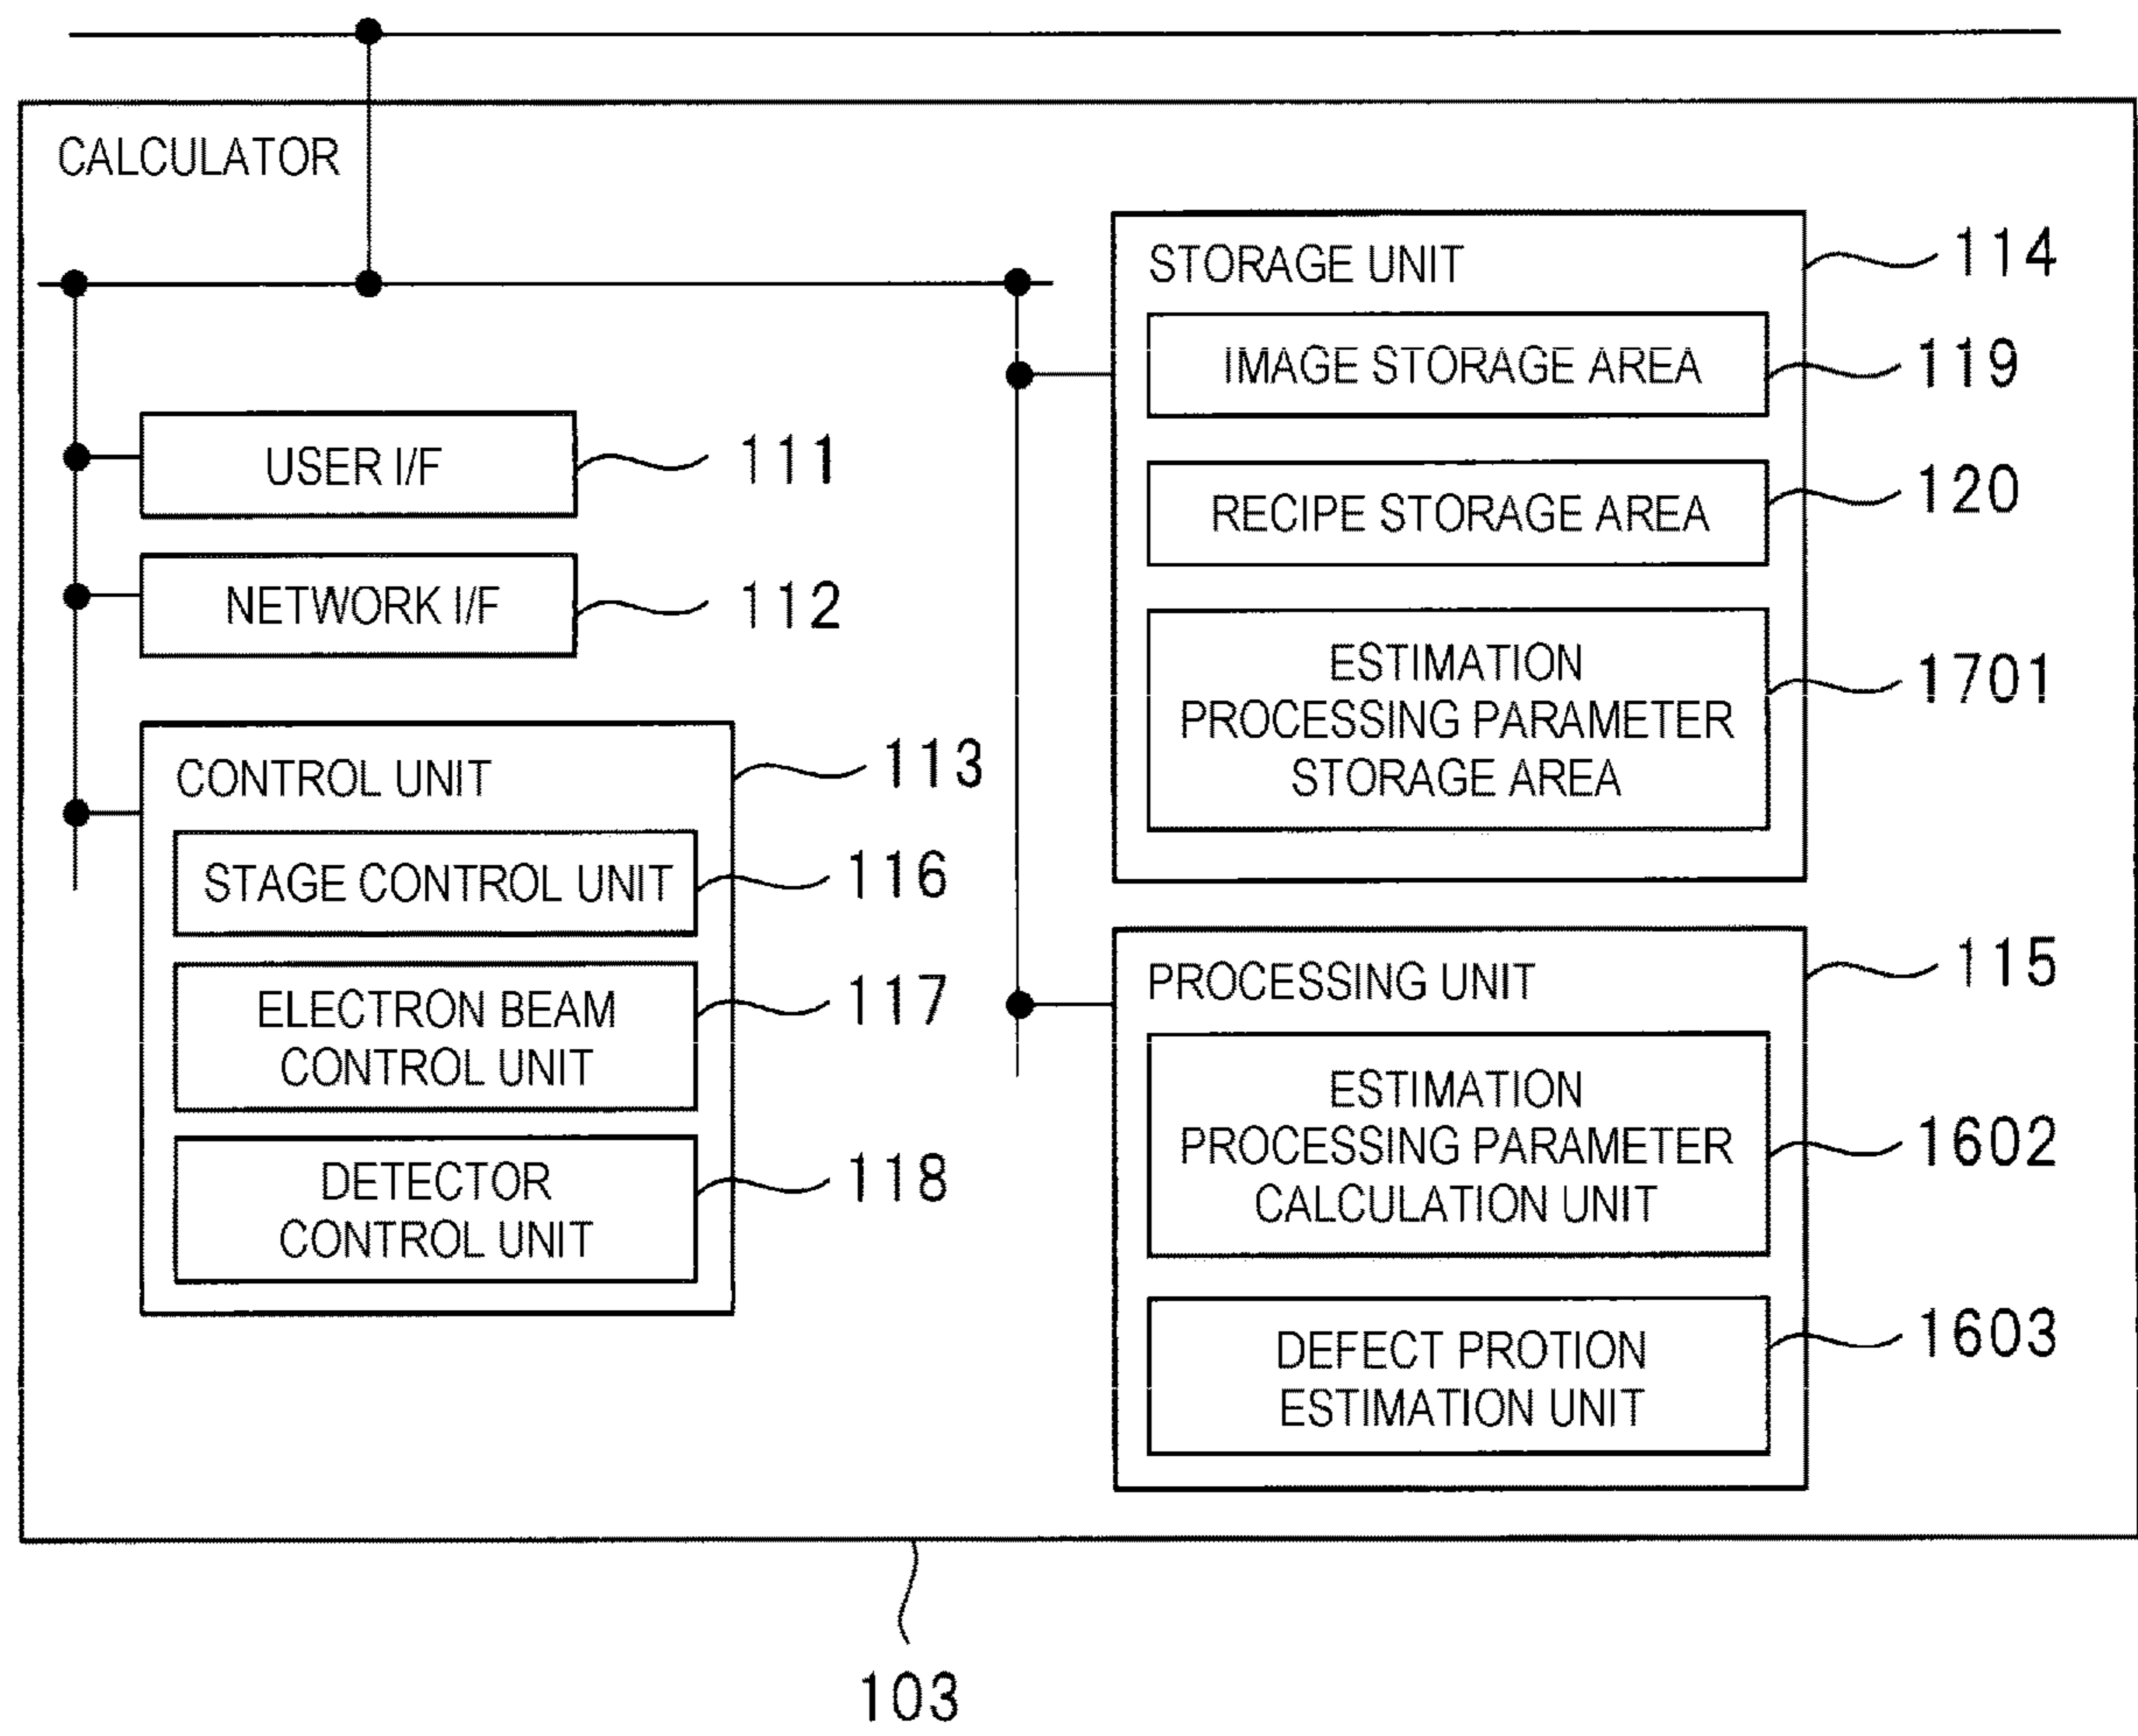 CALCULATOR
USER I/F
111
NETWORK I/F
112
CONTROL UNIT
113
STAGE CONTROL UNIT
116
ELECTRON BEAM
CONTROL UNIT
117
DETECTOR
CONTROL UNIT
118
STORAGE UNIT
114
IMAGE STORAGE AREA
119
RECIPE STORAGE AREA
120
ESTIMATION
PROCESSING PARAMETER
STORAGE AREA
1701
PROCESSING UNIT
115
ESTIMATION
PROCESSING PARAMETER
CALCULATION UNIT
1602
DEFECT PROTION
ESTIMATION UNIT
1603
103